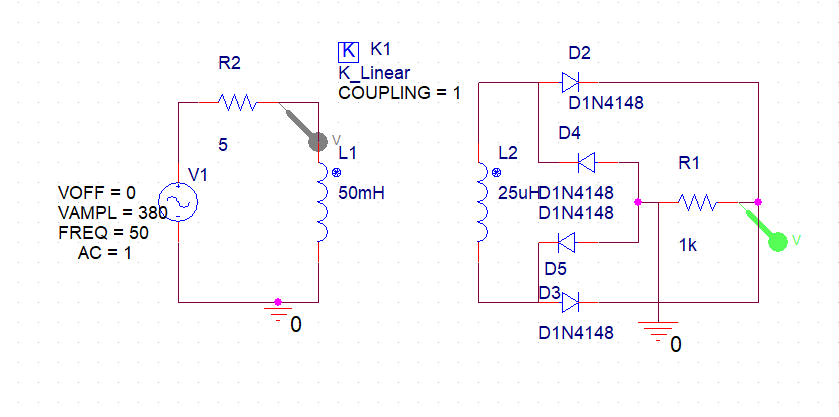 K K1
K_Linear
COUPLING = 1
R2
5
V
L1
50mH
V1
VOFF = 0
VAMPL = 380
FREQ = 50
AC = 1
0
D2
D1N4148
D4
D1N4148
L2
25uH
R1
1k
V
D1N4148
D5
D3
D1N4148
0